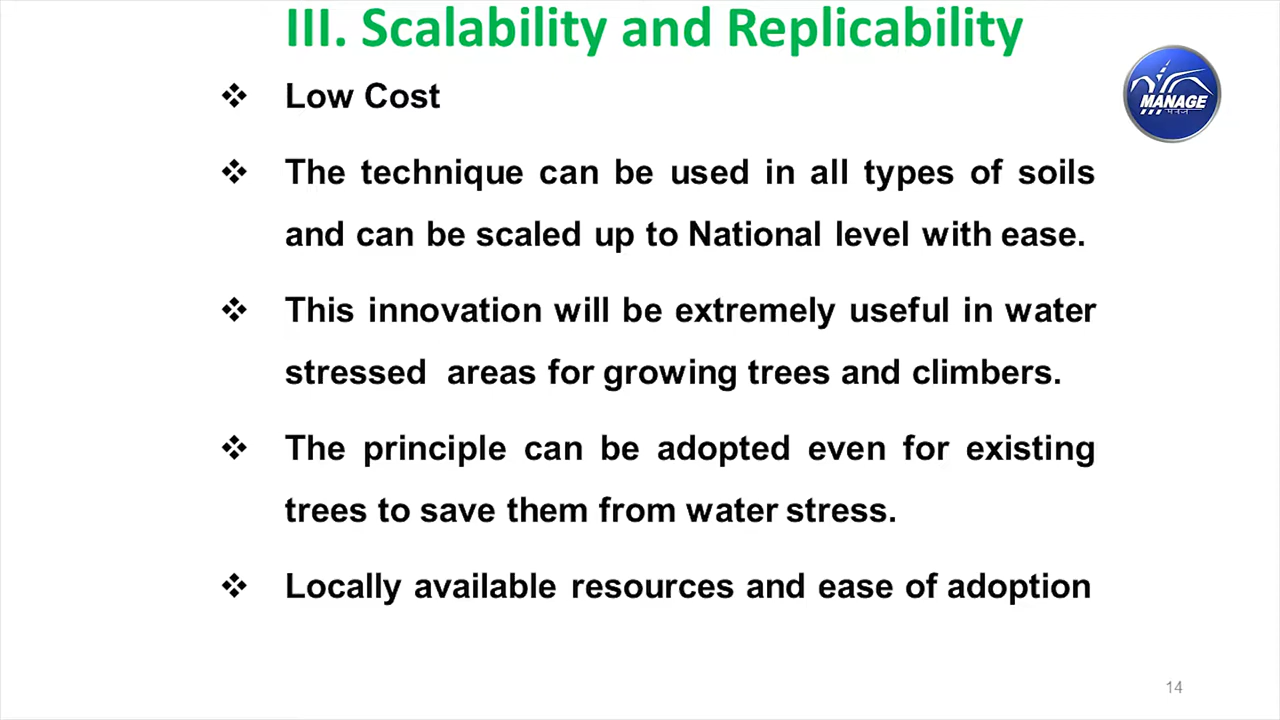 III. Scalability and Replicability
MANAGE
मैनेज
❖ Low Cost
❖ The technique can be used in all types of soils
and can be scaled up to National level with ease.
❖ This innovation will be extremely useful in water
stressed areas for growing trees and climbers.
❖ The principle can be adopted even for existing
trees to save them from water stress.
❖ Locally available resources and ease of adoption
14